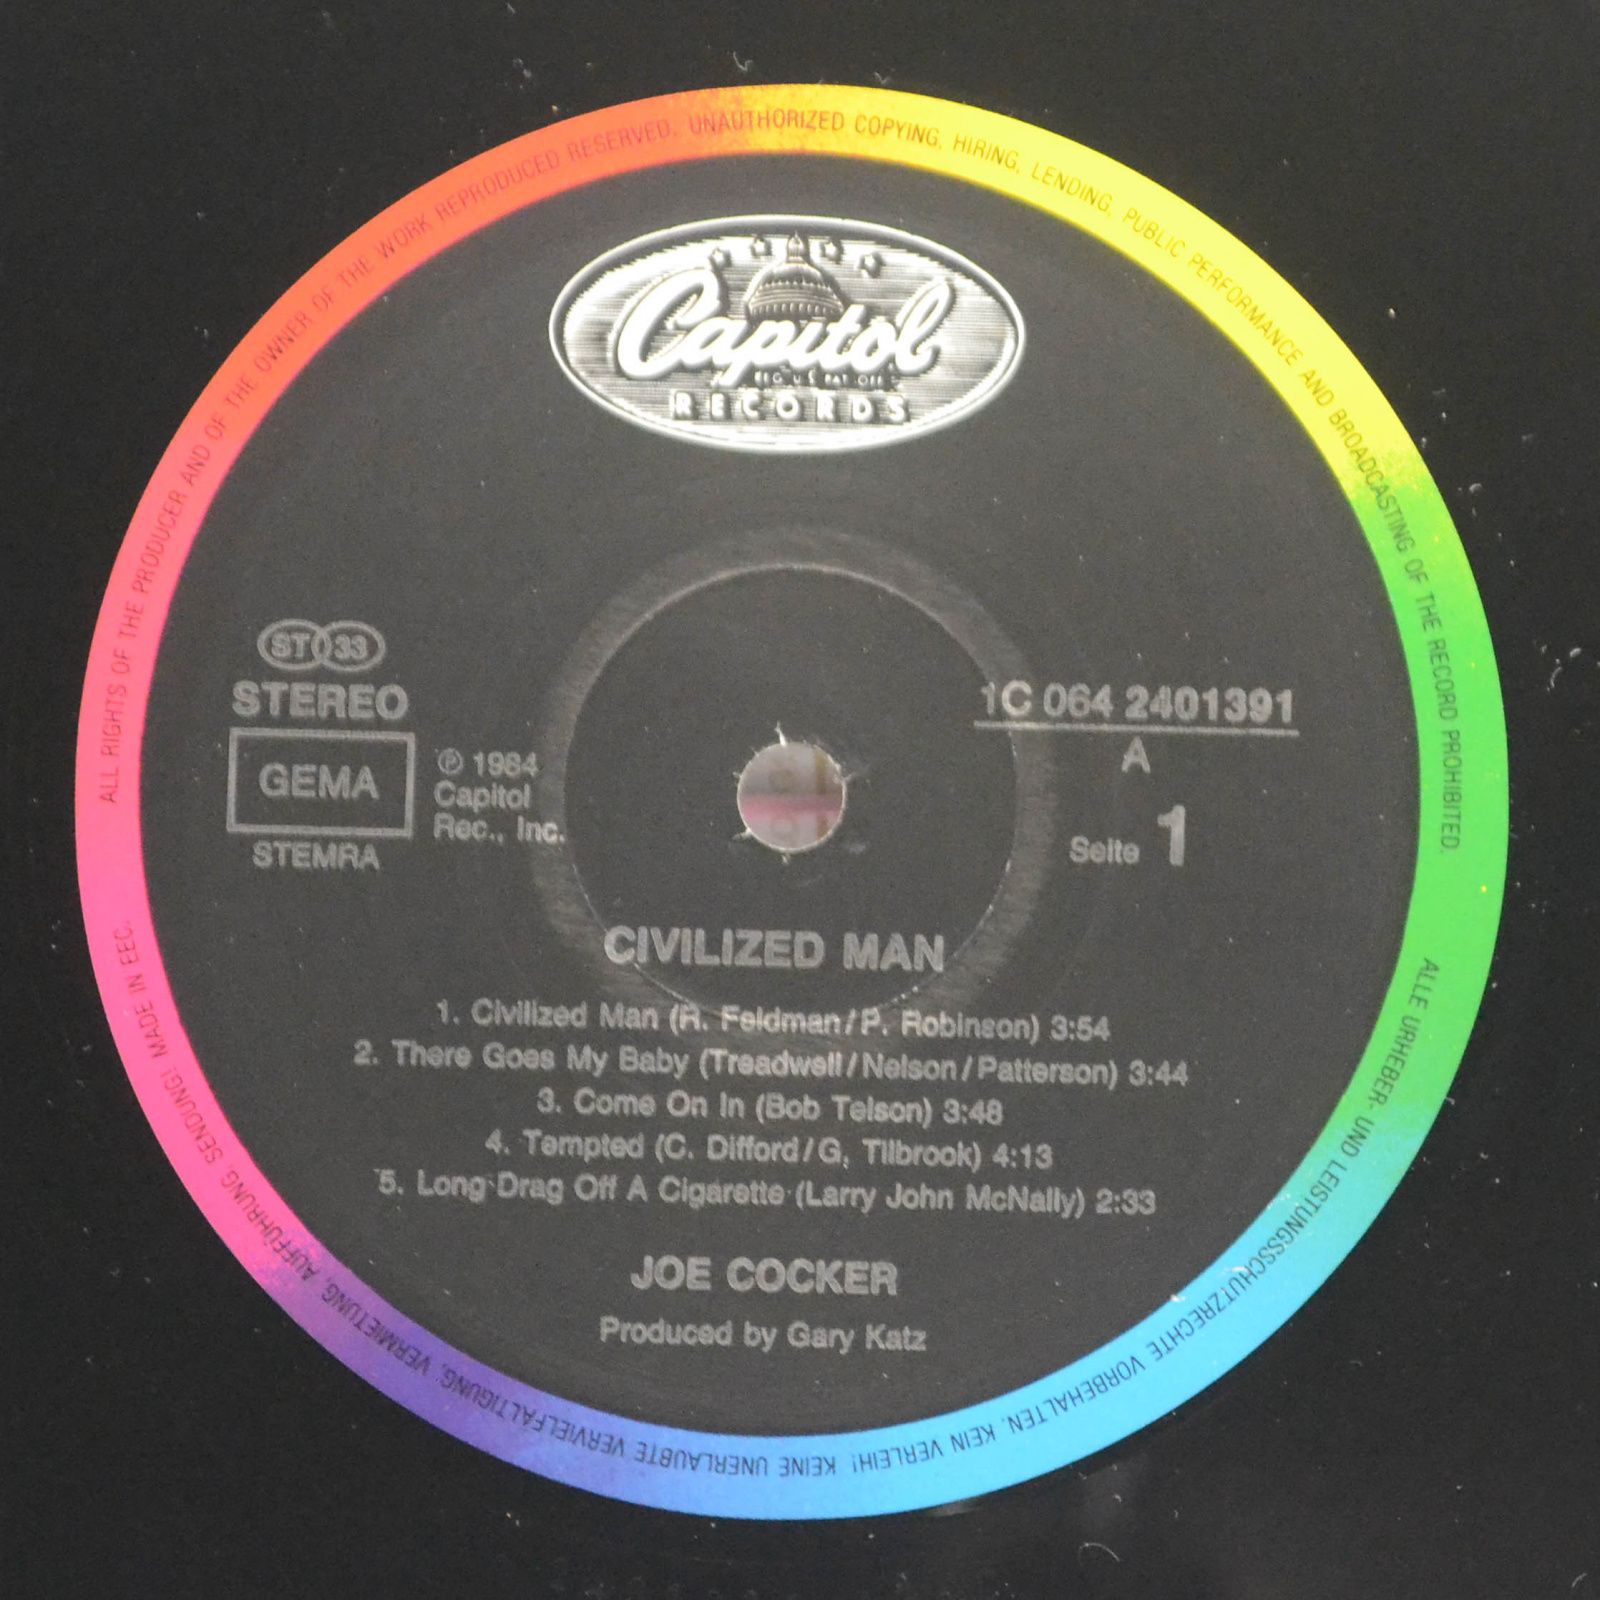 ALL RIGHTS OF THE PRODUCER AND OF THE OWNER OF THE WORK REPRODUCED RESERVED. UNAUTHORIZED COPYING, HIRING, LENDING, PUBLIC PERFORMANCE AND BROADCASTING OF THE RECORD PROHIBITED.
Capitol
REG U S PAT OFF
RECORDS
ST 33
STEREO
GEMA
STEMRA
℗ 1984
Capitol
Rec., Inc.
1C 064 2401391
A
Seite 1
CIVILIZED MAN
1. Civilized Man (R. Feldman/P. Robinson) 3:54
2. There Goes My Baby (Treadwell/Nelson/Patterson) 3:44
3. Come On In (Bob Telson) 3:48
4. Tempted (C. Difford/G. Tilbrook) 4:13
5. Long Drag Off A Cigarette (Larry John McNally) 2:33
JOE COCKER
Produced by Gary Katz
ALLE URHEBER- UND LEISTUNGSSCHUTZRECHTE VORBEHALTEN. KEIN VERLEIH! KEINE UNERLAUBTE VERVIELFÄLTIGUNG, VERMIETUNG, AUFFÜHRUNG, SENDUNG! MADE IN EEC.